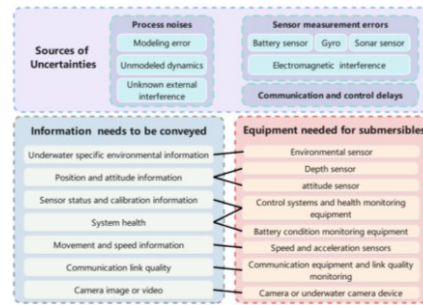 Sources of
Uncertainties
Process noises
Modeling error
Unmodeled dynamics
Unknown external
interference
Sensor measurement errors
Battery sensor
Gyro
Sonar sensor
Electromagnetic interference
Communication and control delays
Information needs to be conveyed
Underwater specific environmental information
Position and attitude information
Sensor status and calibration information
System health
Movement and speed information
Communication link quality
Camera image or video
Equipment needed for submersibles
Environmental sensor
Depth sensor
attitude sensor
Control systems and health monitoring
equipment
Battery condition monitoring equipment
Speed and acceleration sensors
Communication equipment and link quality
monitoring
Camera or underwater camera device